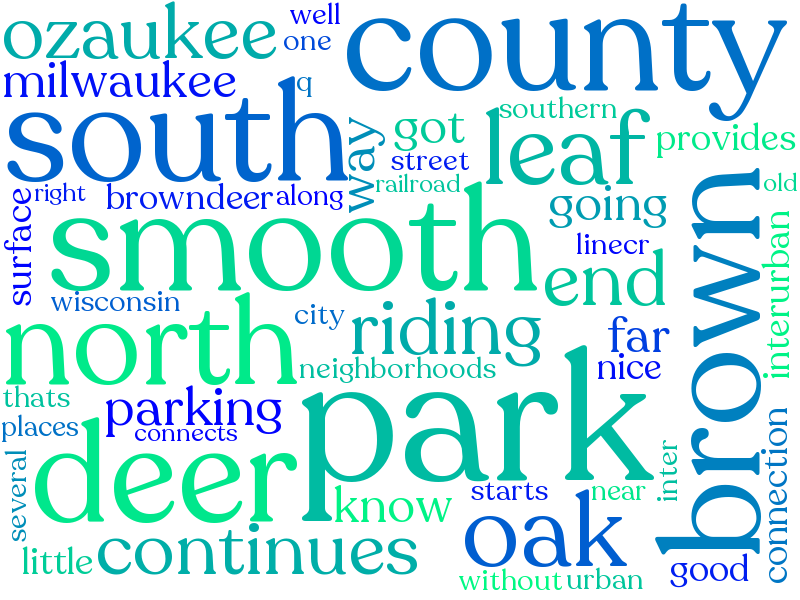 ozaukee
well
one
county
milwaukee
q
south
way
got
southern
leaf
provides
street
railroad
right
browndeer
along
surface
smooth
going
old
brown
linecr
interurban
end
wisconsin
city
north
riding
far
nice
neighborhoods
thats
parking
places
connects
park
deer
several
know
starts
near
inter
connection
oak
continues
little
good
without
urban